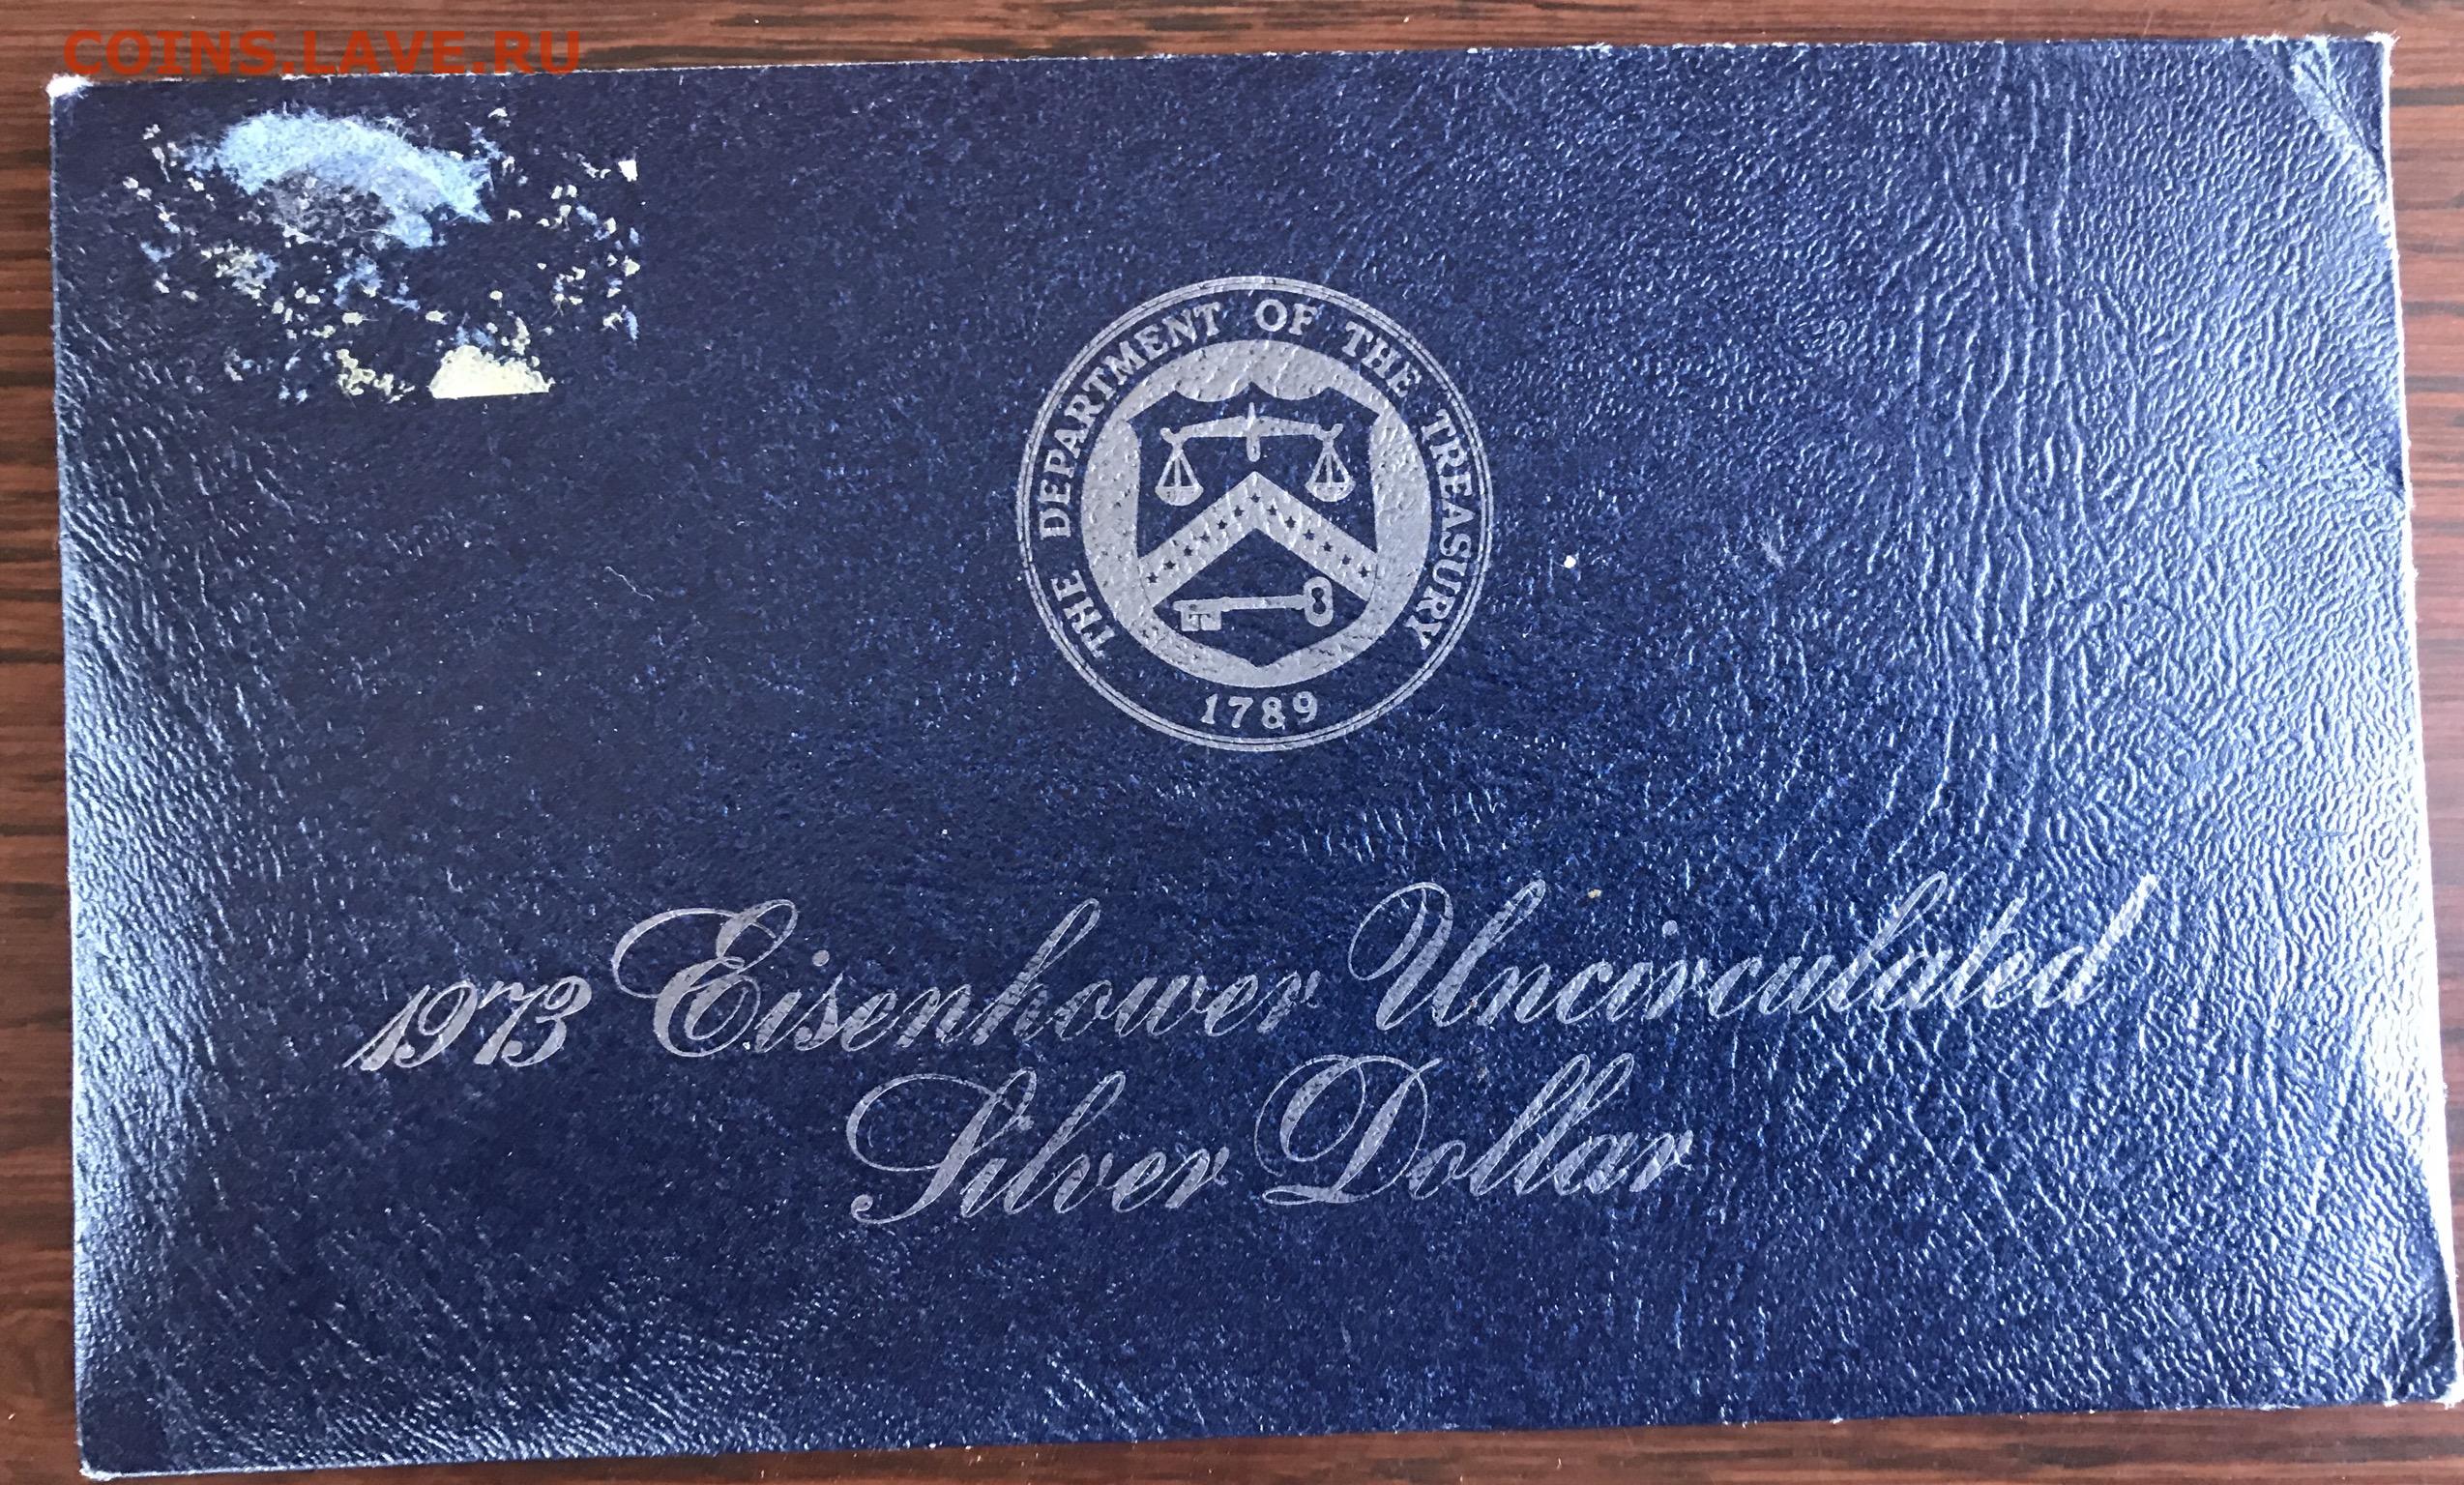 COINS.LAVE.RU
THE DEPARTMENT OF THE TREASURY
1789
1973 Eisenhower Uncirculated
Silver Dollar